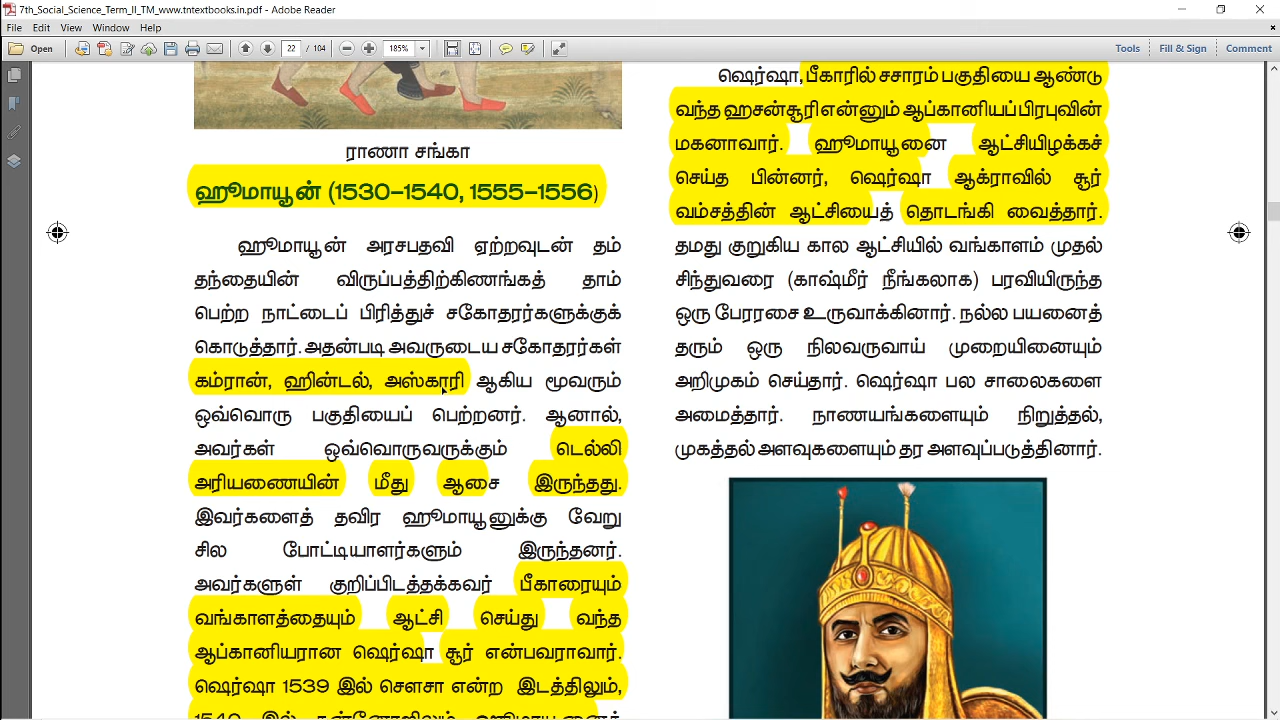 7th_Social_Science_Term_II_TM_www.tntextbooks.in.pdf - Adobe Reader
File Edit View Window Help
Open 22 / 104 185% Tools Fill & Sign Comment
ராணா சங்கா
ஹூமாயூன் (1530–1540, 1555–1556)
ஹூமாயூன் அரசபதவி ஏற்றவுடன் தம்
தந்தையின் விருப்பத்திற்கிணங்கத் தாம்
பெற்ற நாட்டைப் பிரித்துச் சகோதரர்களுக்குக்
கொடுத்தார். அதன்படி அவருடைய சகோதரர்கள்
கம்ரான், ஹின்டல், அஸ்காரி ஆகிய மூவரும்
ஒவ்வொரு பகுதியைப் பெற்றனர். ஆனால்,
அவர்கள் ஒவ்வொருவருக்கும் டெல்லி
அரியணையின் மீது ஆசை இருந்தது.
இவர்களைத் தவிர ஹூமாயூனுக்கு வேறு
சில போட்டியாளர்களும் இருந்தனர்.
அவர்களுள் குறிப்பிடத்தக்கவர் பீகாரையும்
வங்காளத்தையும் ஆட்சி செய்து வந்த
ஆப்கானியரான ஷெர்ஷா சூர் என்பவராவார்.
ஷெர்ஷா 1539 இல் சௌசா என்ற இடத்திலும்,
1540 இல்
ஷெர்ஷா, பீகாரில் சசாரம் பகுதியை ஆண்டு
வந்த ஹசன்சூரி என்னும் ஆப்கானியப் பிரபுவின்
மகனாவார். ஹூமாயூனை ஆட்சியிழக்கச்
செய்த பின்னர், ஷெர்ஷா ஆக்ராவில் சூர்
வம்சத்தின் ஆட்சியைத் தொடங்கி வைத்தார்.
தமது குறுகிய கால ஆட்சியில் வங்காளம் முதல்
சிந்துவரை (காஷ்மீர் நீங்கலாக) பரவியிருந்த
ஒரு பேரரசை உருவாக்கினார். நல்ல பயனைத்
தரும் ஒரு நிலவருவாய் முறையினையும்
அறிமுகம் செய்தார். ஷெர்ஷா பல சாலைகளை
அமைத்தார். நாணயங்களையும் நிறுத்தல்,
முகத்தல் அளவுகளையும் தர அளவுப்படுத்தினார்.